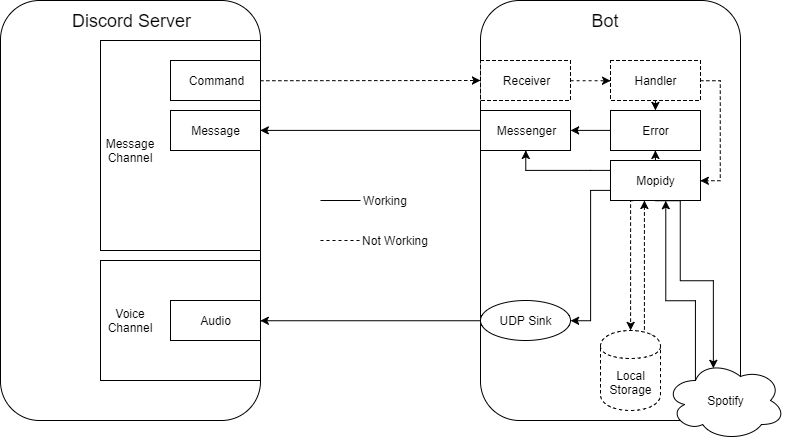 Discord Server
Bot
Command
Receiver
Handler
Message
Channel
Message
Messenger
Error
Mopidy
Working
Not Working
Voice
Channel
Audio
UDP Sink
Local
Storage
Spotify